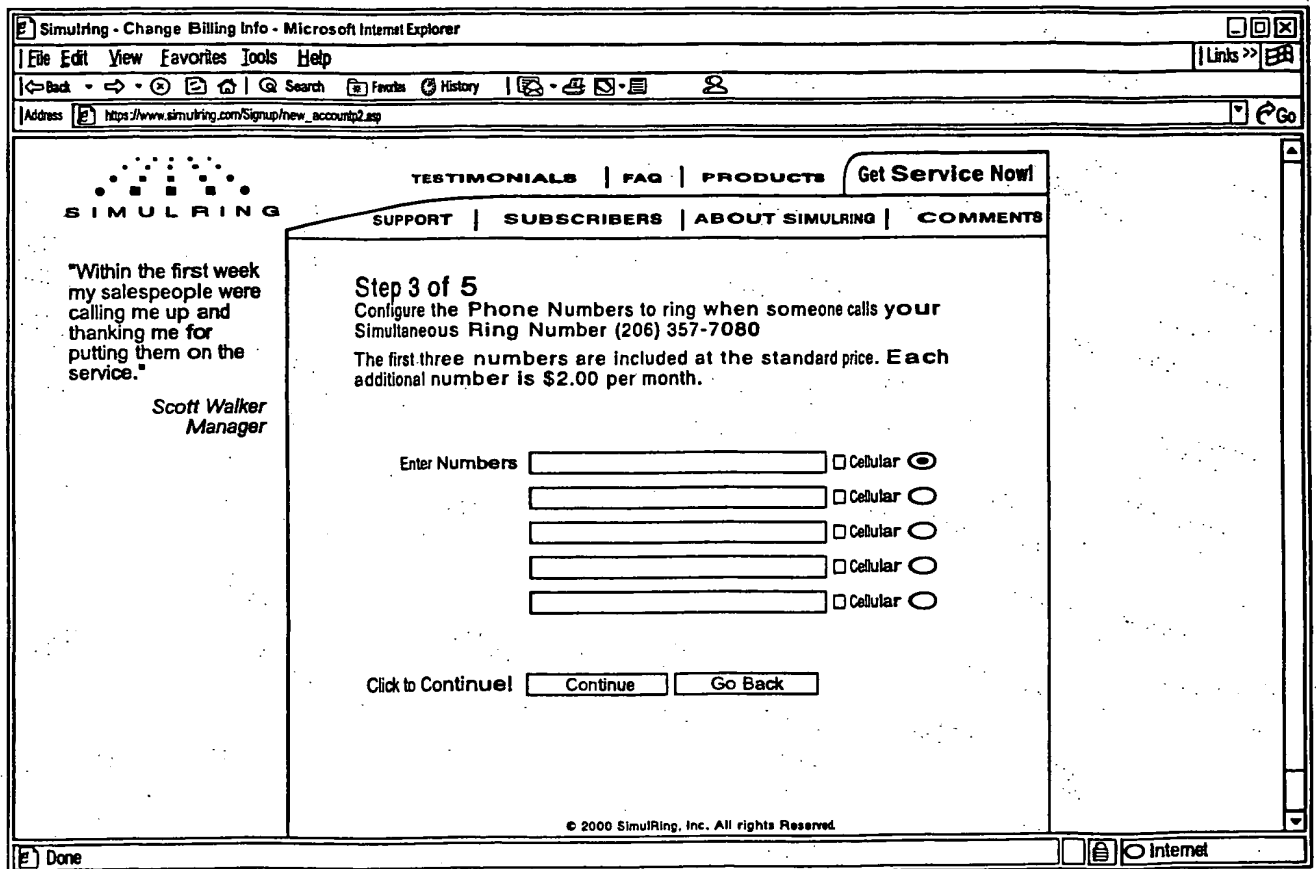 Simulring - Change Billing Info - Microsoft Internet Explorer
File Edit View Favorites Tools Help Links >>
Back Search Favorites History
Address https://www.simulring.com/Signup/new_accountp2.asp Go
TESTIMONIALS | FAQ | PRODUCTS Get Service Now!
SIMULRING
SUPPORT | SUBSCRIBERS | ABOUT SIMULRING | COMMENTS
"Within the first week
my salespeople were
calling me up and
thanking me for
putting them on the
service."
Scott Walker
Manager
Step 3 of 5
Configure the Phone Numbers to ring when someone calls your
Simultaneous Ring Number (206) 357-7080
The first three numbers are included at the standard price. Each
additional number is $2.00 per month.
Enter Numbers Cellular
Cellular
Cellular
Cellular
Cellular
Click to Continue! Continue Go Back
© 2000 SimulRing, Inc. All rights Reserved.
Done Internet